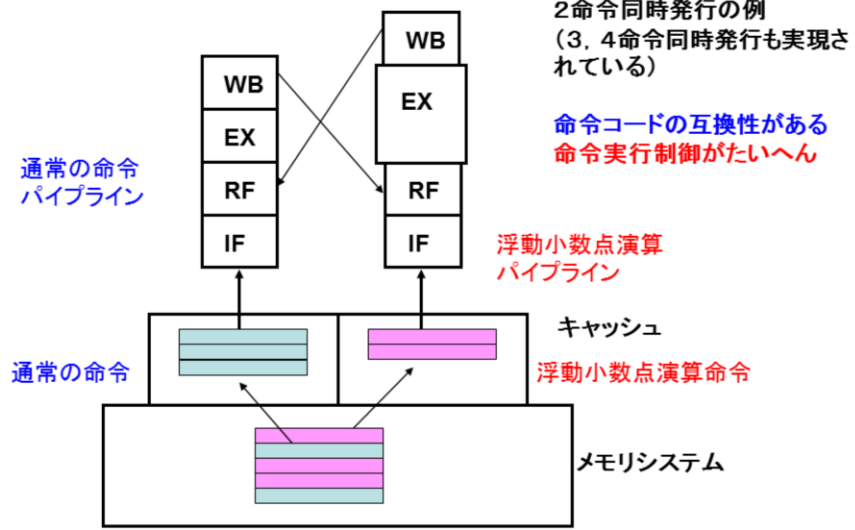 2命令同時発行の例
(3,4命令同時発行も実現さ
れている)
命令コードの互換性がある
命令実行制御がたいへん
WB
EX
RF
IF
WB
EX
RF
IF
通常の命令
パイプライン
浮動小数点演算
パイプライン
キャッシュ
通常の命令
浮動小数点演算命令
メモリシステム